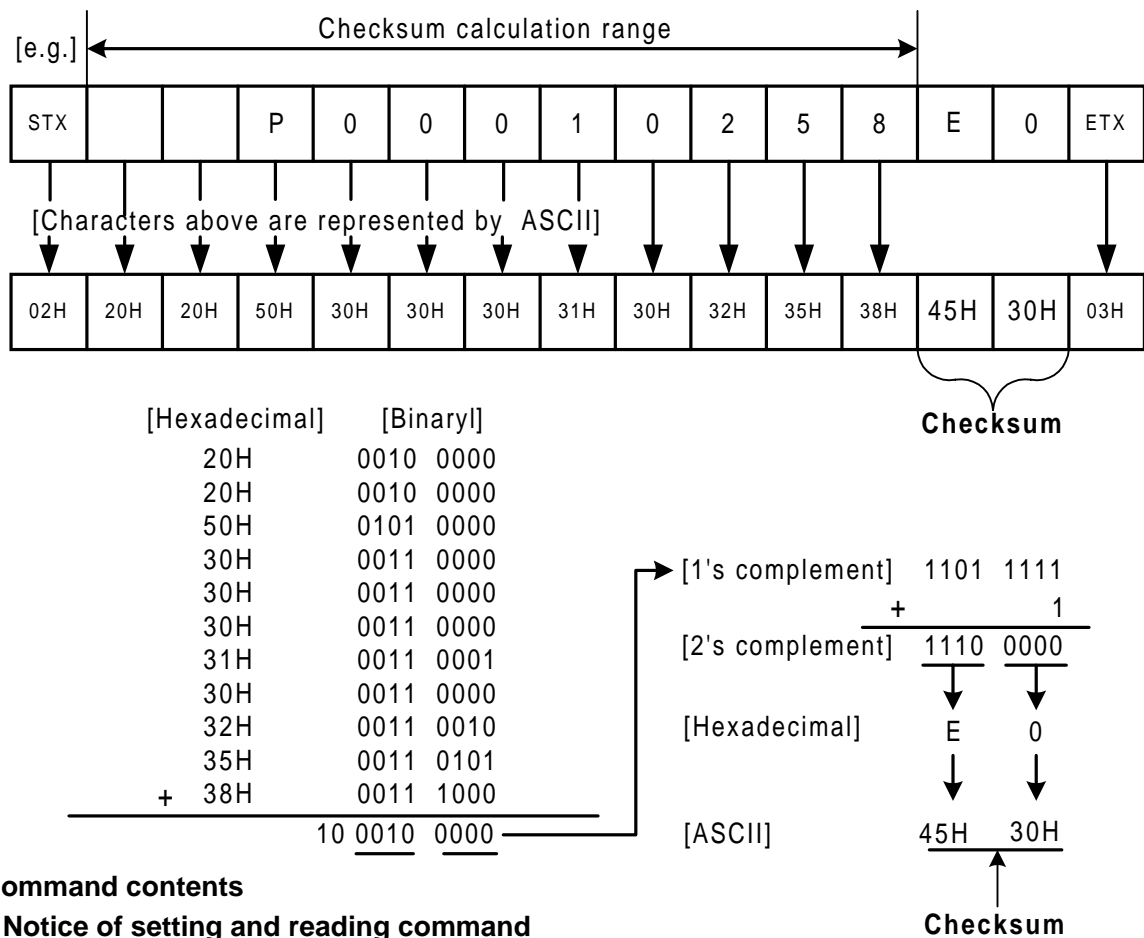 Checksum calculation range
[e.g.]
STX P 0 0 0 1 0 2 5 8 E 0 ETX
[Characters above are represented by ASCII]
02H 20H 20H 50H 30H 30H 30H 31H 30H 32H 35H 38H 45H 30H 03H
Checksum
[Hexadecimal] [Binaryl]
20H 0010 0000
20H 0010 0000
50H 0101 0000
30H 0011 0000
30H 0011 0000
30H 0011 0000
31H 0011 0001
30H 0011 0000
32H 0011 0010
35H 0011 0101
+ 38H 0011 1000
10 0010 0000
[1's complement] 1101 1111
+ 1
[2's complement] 1110 0000
[Hexadecimal] E 0
[ASCII] 45H 30H
Checksum
ommand contents
Notice of setting and reading command